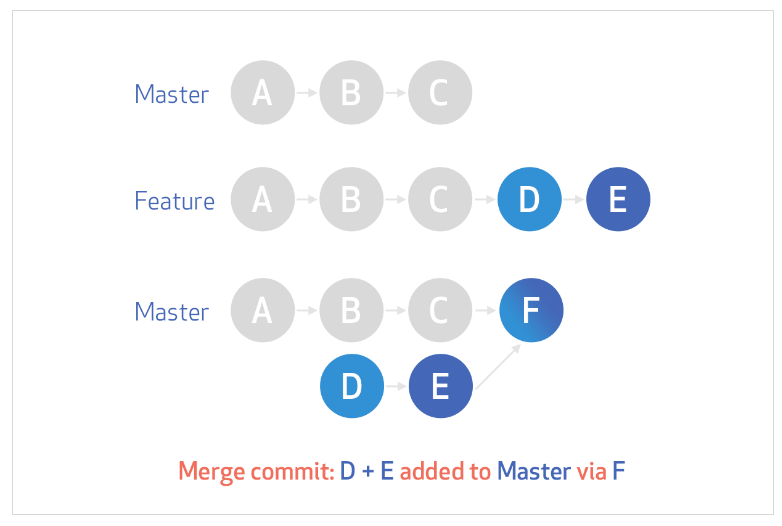 Master A B C
Feature A B C D E
Master A B C F
D E
Merge commit: D + E added to Master via F